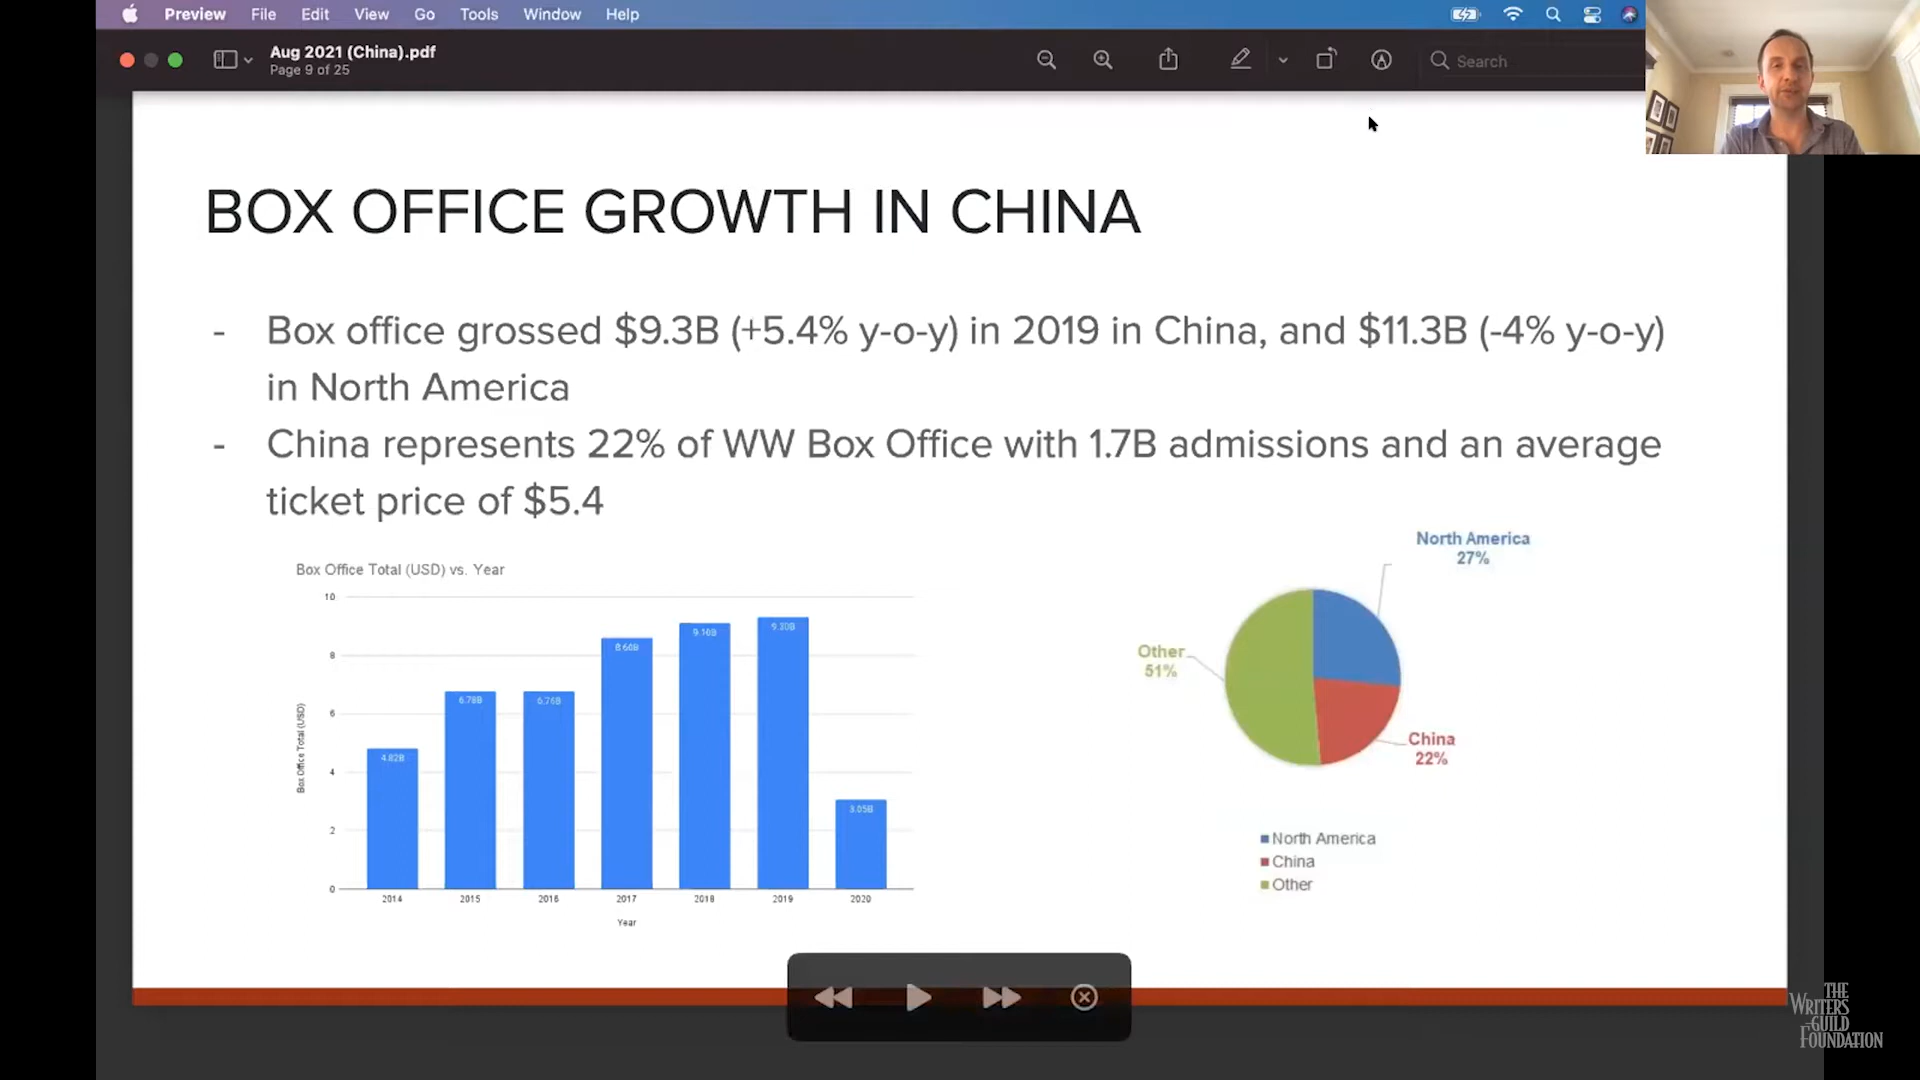 Preview File Edit View Go Tools Window Help
Aug 2021 (China).pdf
Page 9 of 25
Search
BOX OFFICE GROWTH IN CHINA
- Box office grossed $9.3B (+5.4% y-o-y) in 2019 in China, and $11.3B (-4% y-o-y)
in North America
- China represents 22% of WW Box Office with 1.7B admissions and an average
ticket price of $5.4
Box Office Total (USD) vs. Year
Box Office Total (USD)
10
8
6
4
2
0
4.82B
6.78B
6.76B
8.60B
9.10B
9.30B
3.05B
2014 2015 2016 2017 2018 2019 2020
Year
North America
27%
Other
51%
China
22%
North America
China
Other
THE
WRITERS
GUILD
FOUNDATION